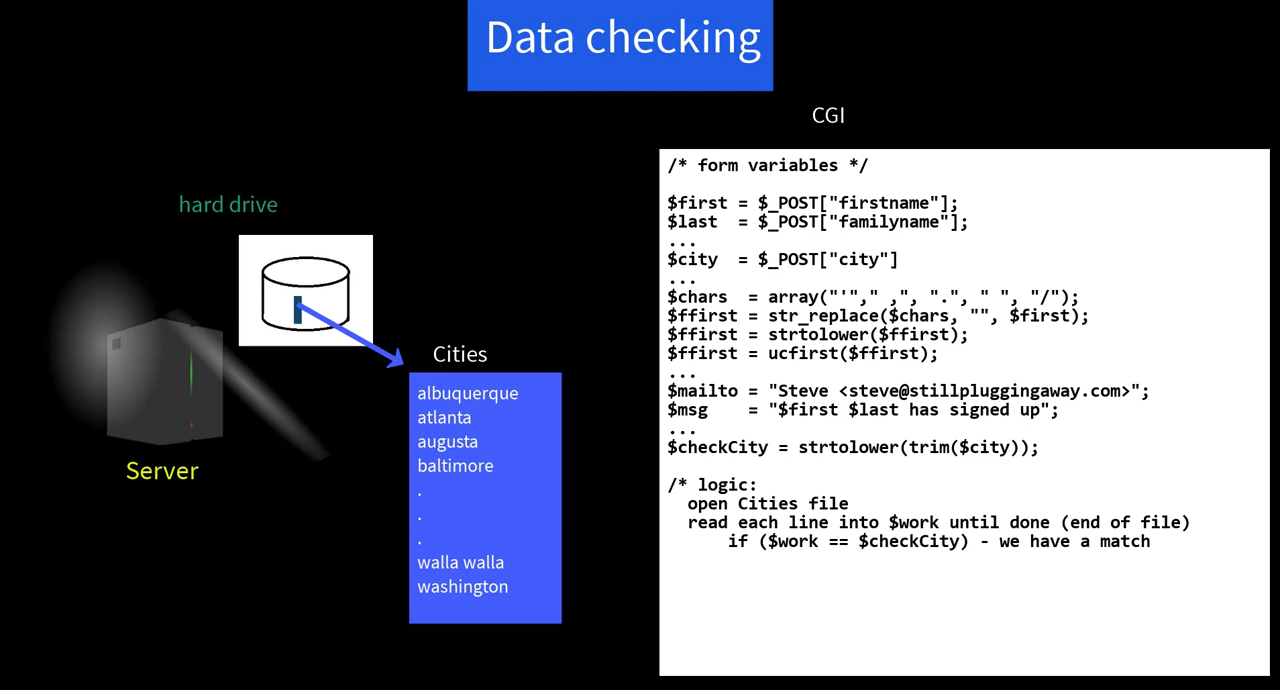 Data checking
CGI
hard drive
Cities
albuquerque
atlanta
augusta
baltimore
.
.
.
walla walla
washington
Server
/* form variables */
$first = $_POST["firstname"];
$last  = $_POST["familyname"];
...
$city  = $_POST["city"]
...
$chars  = array("'"," ,", ".", " ", "/");
$ffirst = str_replace($chars, "", $first);
$ffirst = strtolower($ffirst);
$ffirst = ucfirst($ffirst);
...
$mailto = "Steve <steve@stillpluggingaway.com>";
$msg    = "$first $last has signed up";
...
$checkCity = strtolower(trim($city));
/* logic:
  open Cities file
  read each line into $work until done (end of file)
      if ($work == $checkCity) - we have a match